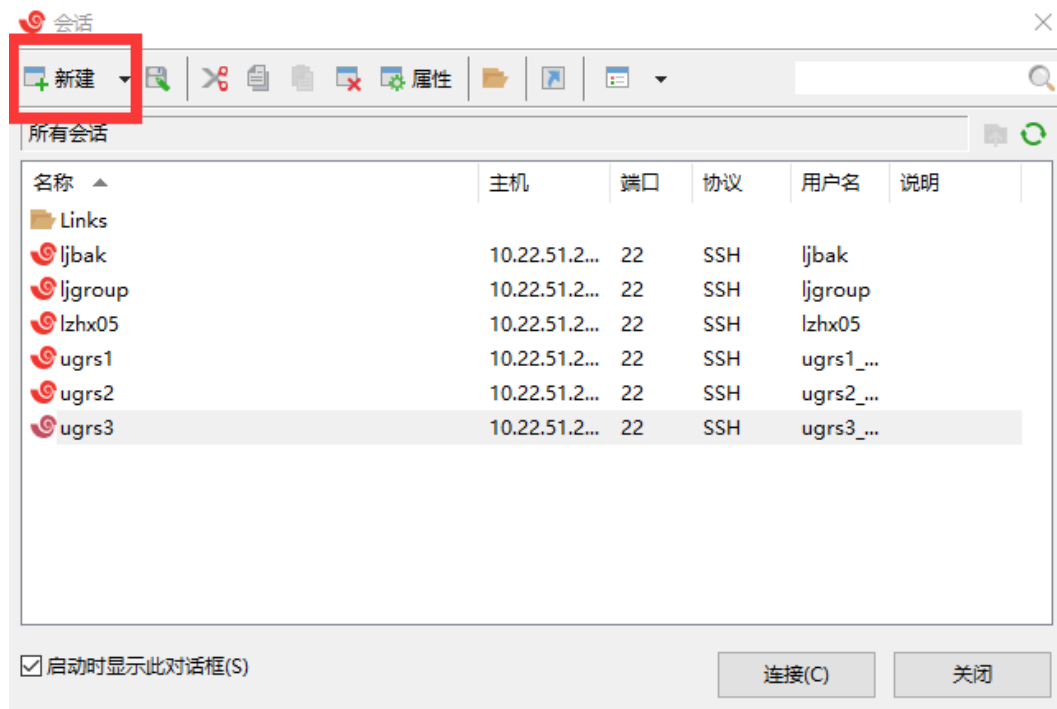 会话
新建 属性
所有会话
名称 主机 端口 协议 用户名 说明
Links
ljbak 10.22.51.2... 22 SSH ljbak
ljgroup 10.22.51.2... 22 SSH ljgroup
lzhx05 10.22.51.2... 22 SSH lzhx05
ugrs1 10.22.51.2... 22 SSH ugrs1_...
ugrs2 10.22.51.2... 22 SSH ugrs2_...
ugrs3 10.22.51.2... 22 SSH ugrs3_...
启动时显示此对话框(S)
连接(C) 关闭